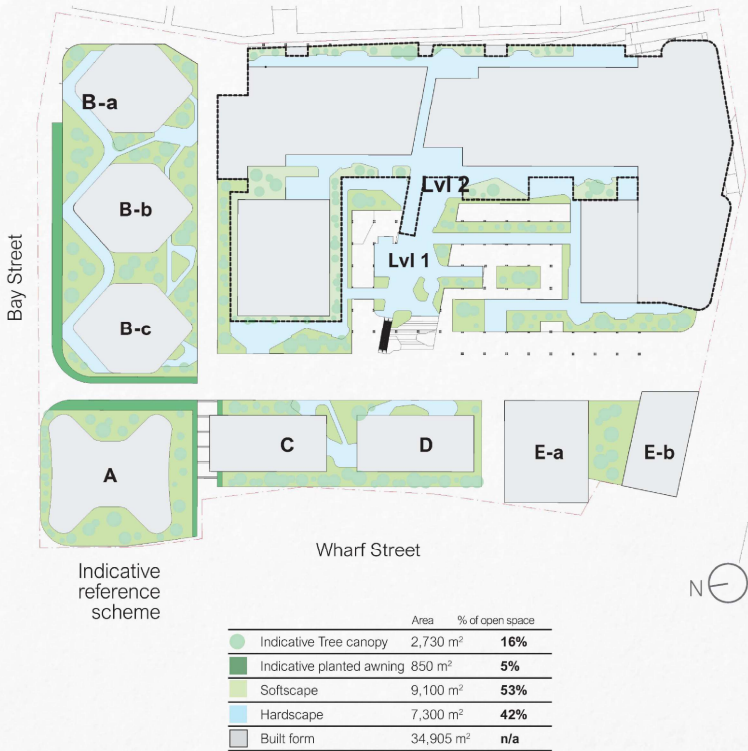 B-a
Lvl 2
B-b
Lvl 1
Bay Street
B-c
C
D
E-a
E-b
A
Wharf Street
Indicative
reference
scheme
N
Area % of open space
Indicative Tree canopy 2,730 m² 16%
Indicative planted awning 850 m² 5%
Softscape 9,100 m² 53%
Hardscape 7,300 m² 42%
Built form 34,905 m² n/a